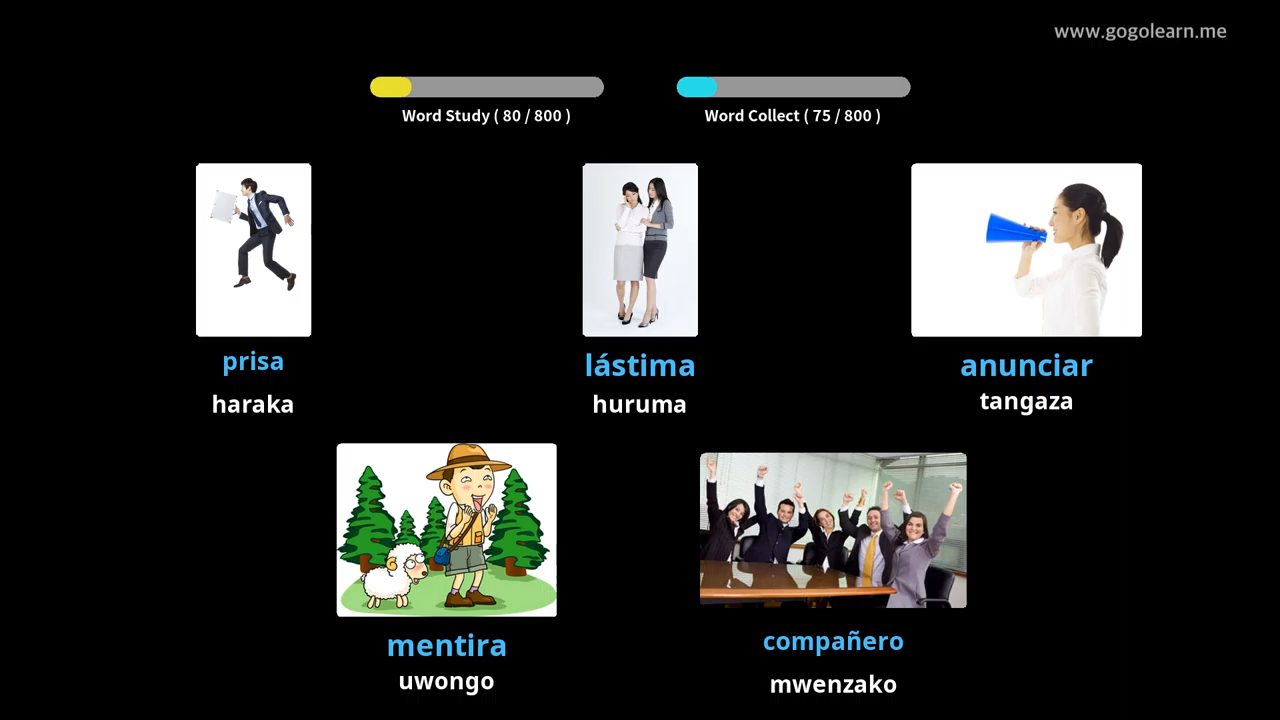 www.gogolearn.me
Word Study ( 80 / 800 )
Word Collect ( 75 / 800 )
prisa
haraka
lástima
huruma
anunciar
tangaza
mentira
uwongo
compañero
mwenzako